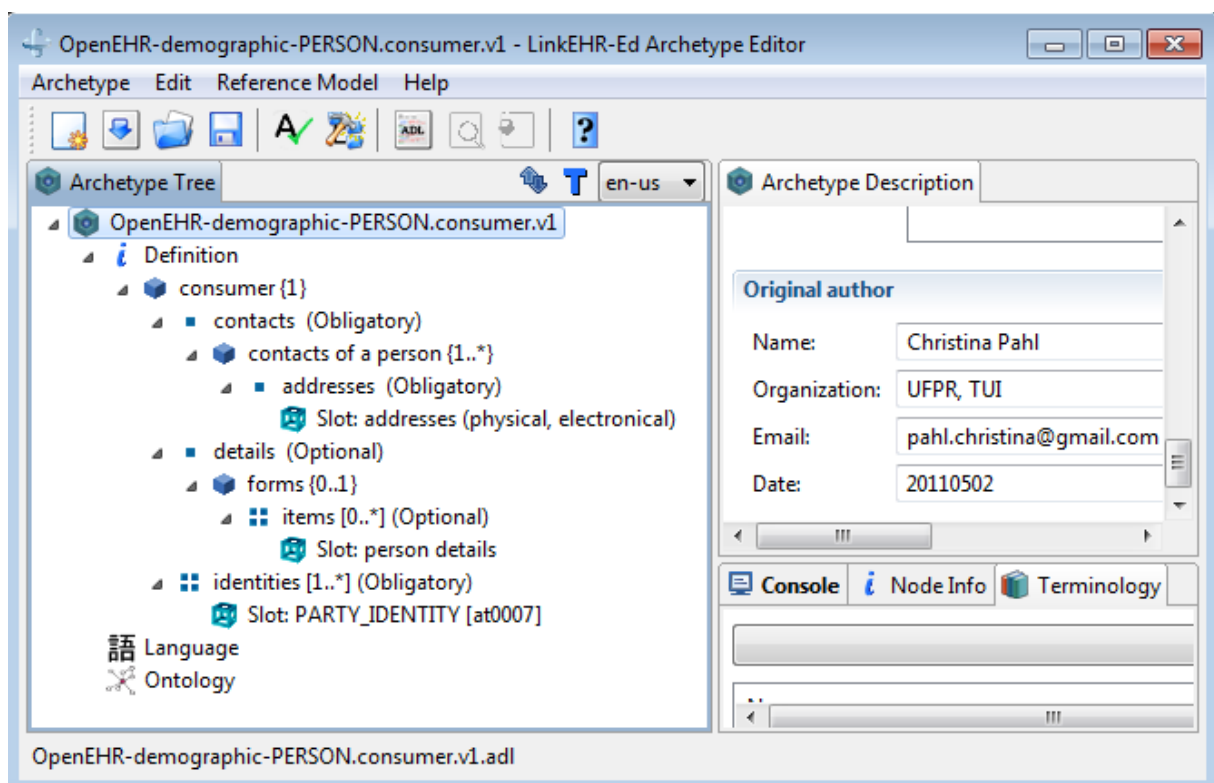 OpenEHR-demographic-PERSON.consumer.v1 - LinkEHR-Ed Archetype Editor
Archetype Edit Reference Model Help
ADL
Archetype Tree
en-us
OpenEHR-demographic-PERSON.consumer.v1
Definition
consumer {1}
contacts (Obligatory)
contacts of a person {1..*}
addresses (Obligatory)
Slot: addresses (physical, electronical)
details (Optional)
forms {0..1}
items [0..*] (Optional)
Slot: person details
identities [1..*] (Obligatory)
Slot: PARTY_IDENTITY [at0007]
語 Language
Ontology
Archetype Description
Original author
Name: Christina Pahl
Organization: UFPR, TUI
Email: pahl.christina@gmail.com
Date: 20110502
Console Node Info Terminology
OpenEHR-demographic-PERSON.consumer.v1.adl